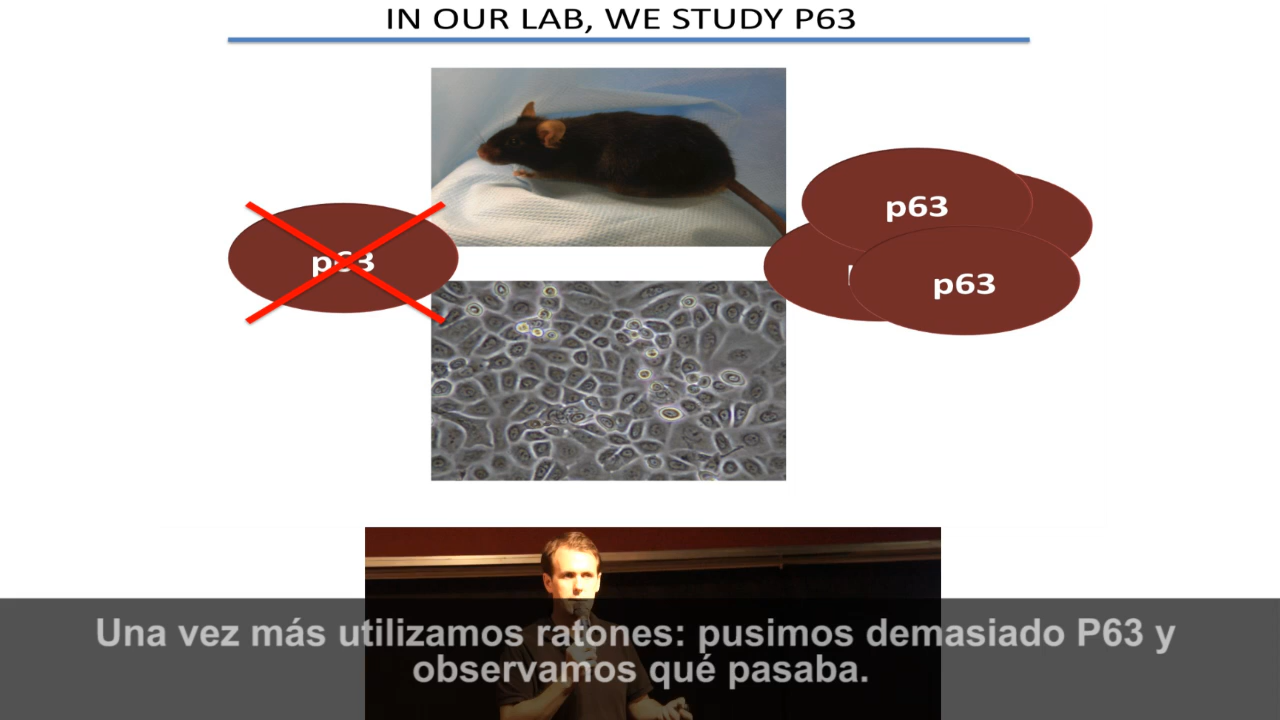 IN OUR LAB, WE STUDY P63
p63
p63
p63
Una vez más utilizamos ratones: pusimos demasiado P63 y
observamos qué pasaba.